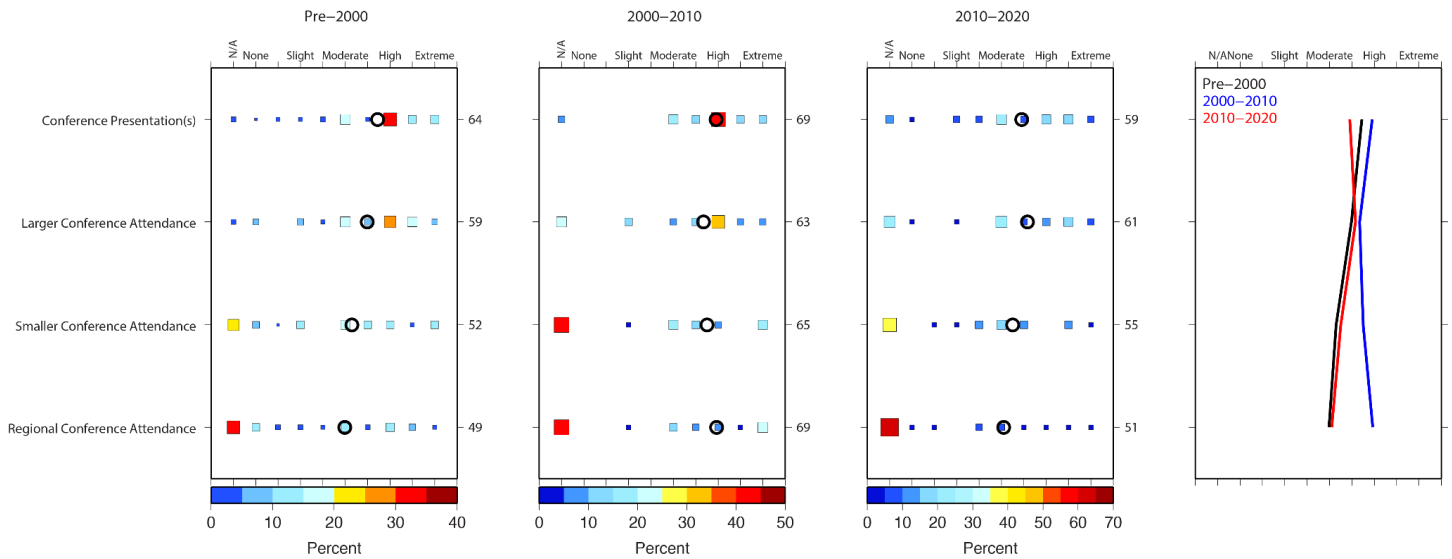 Pre−2000
2000−2010
2010−2020
N/A None Slight Moderate High Extreme
N/A None Slight Moderate High Extreme
N/A None Slight Moderate High Extreme
N/ANone Slight Moderate High Extreme
Pre−2000
2000−2010
2010−2020
Conference Presentation(s) 64 69 59
Larger Conference Attendance 59 63 61
Smaller Conference Attendance 52 65 55
Regional Conference Attendance 49 69 51
0 10 20 30 40
0 10 20 30 40 50
0 10 20 30 40 50 60 70
Percent
Percent
Percent